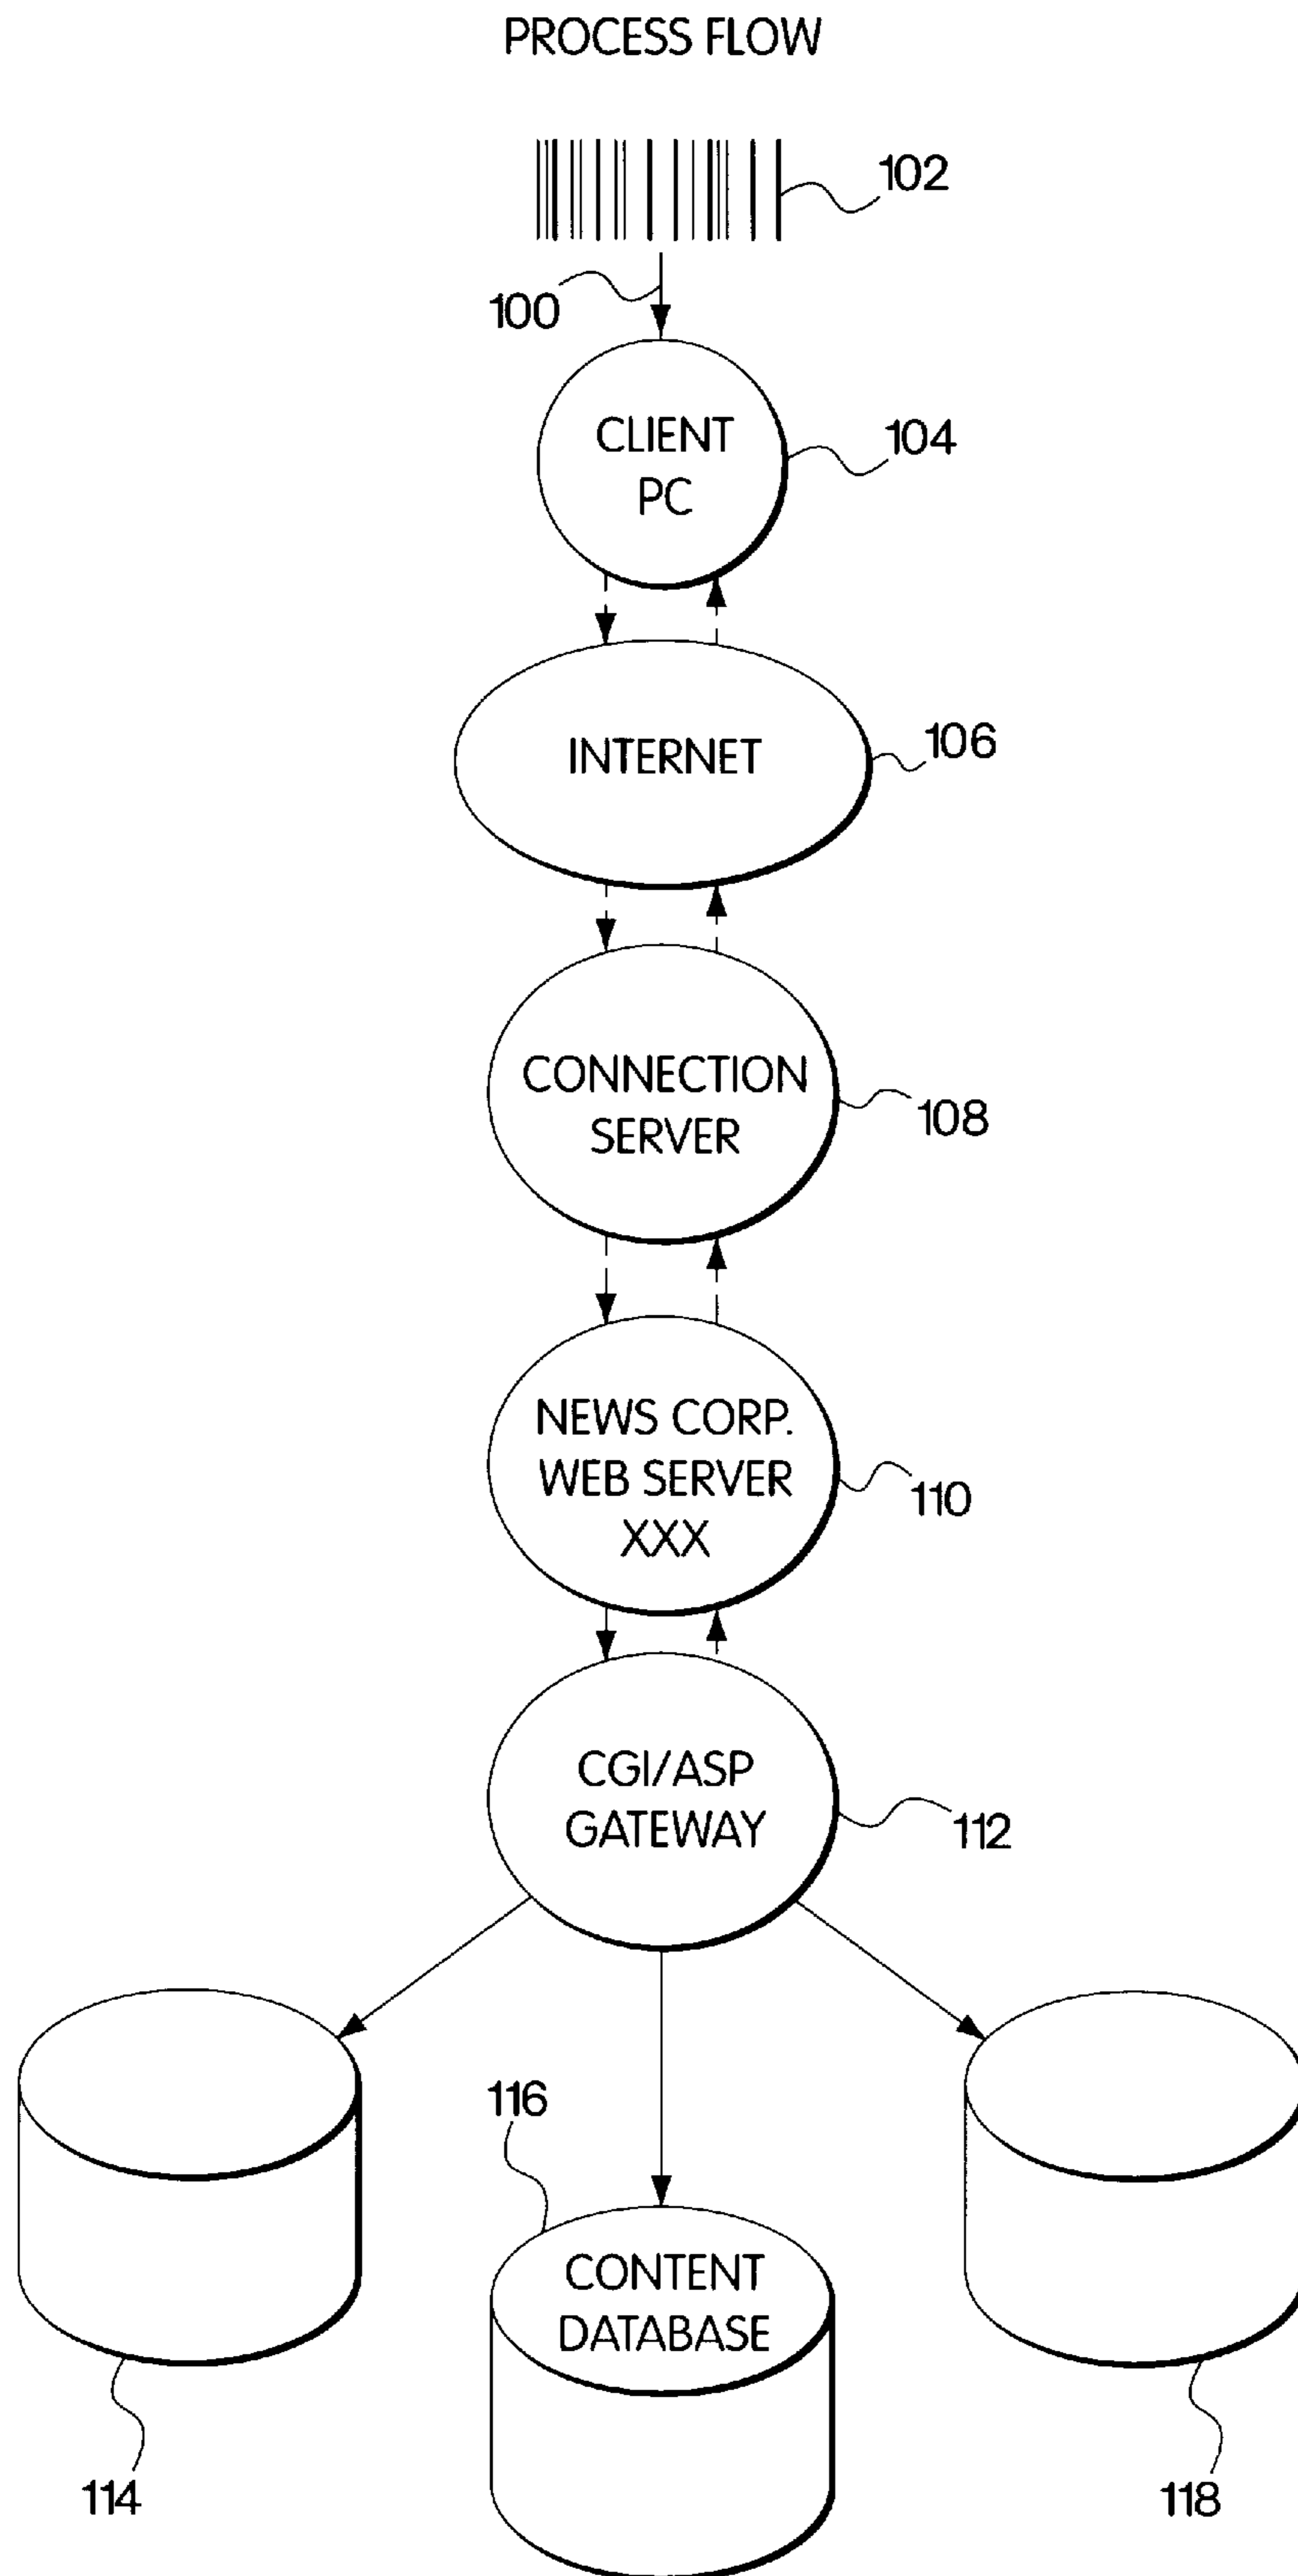 PROCESS FLOW
102
100
CLIENT
PC
104
INTERNET
106
CONNECTION
SERVER
108
NEWS CORP.
WEB SERVER
XXX
110
CGI/ASP
GATEWAY
112
116
CONTENT
DATABASE
114
118